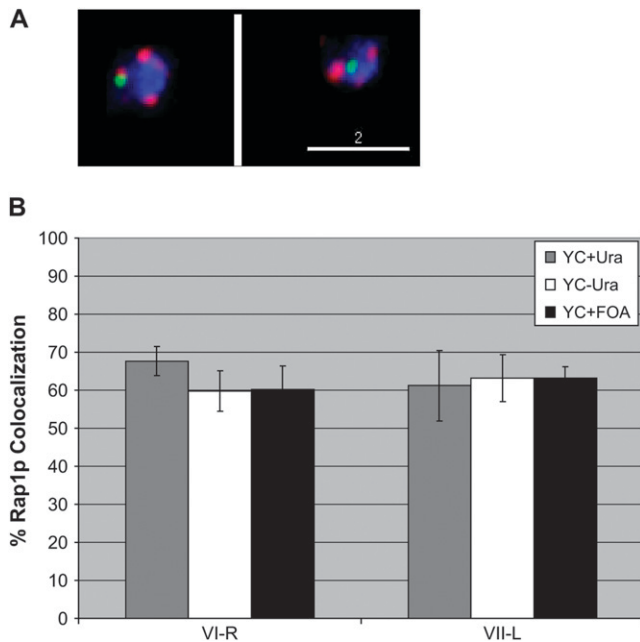 A
2
B
% Rap1p Colocalization
100
90
80
70
60
50
40
30
20
10
0
YC+Ura
YC-Ura
YC+FOA
VI-R
VII-L